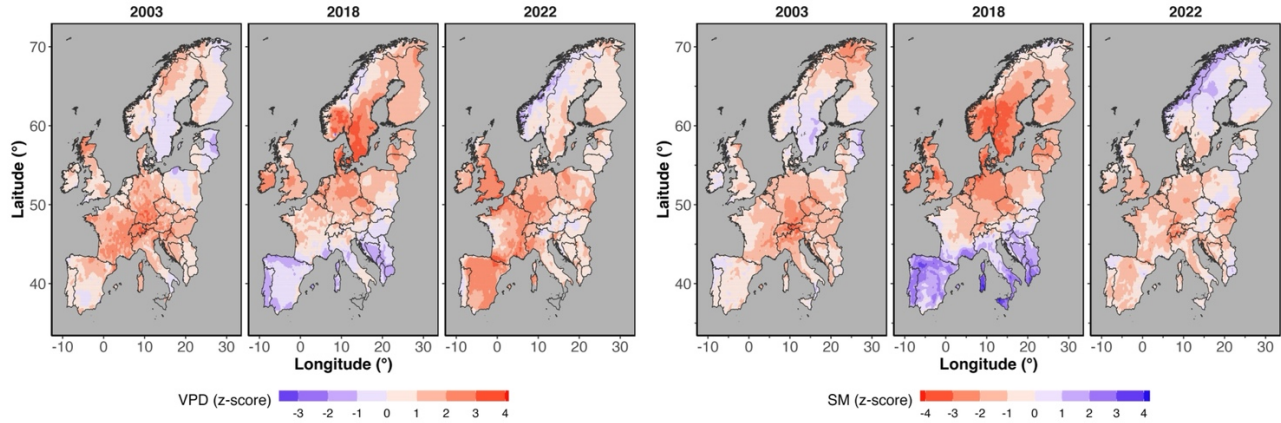 2003 2018 2022 2003 2018 2022
Laitude (°)
70
60
50
40
-10 0 10 20 30 -10 0 10 20 30 -10 0 10 20 30
Longitude (°)
VPD (z-score) -3 -2 -1 0 1 2 3 4
Laitude (°)
70
60
50
40
-10 0 10 20 30 -10 0 10 20 30 -10 0 10 20 30
Longitude (°)
SM (z-score) -4 -3 -2 -1 0 1 2 3 4